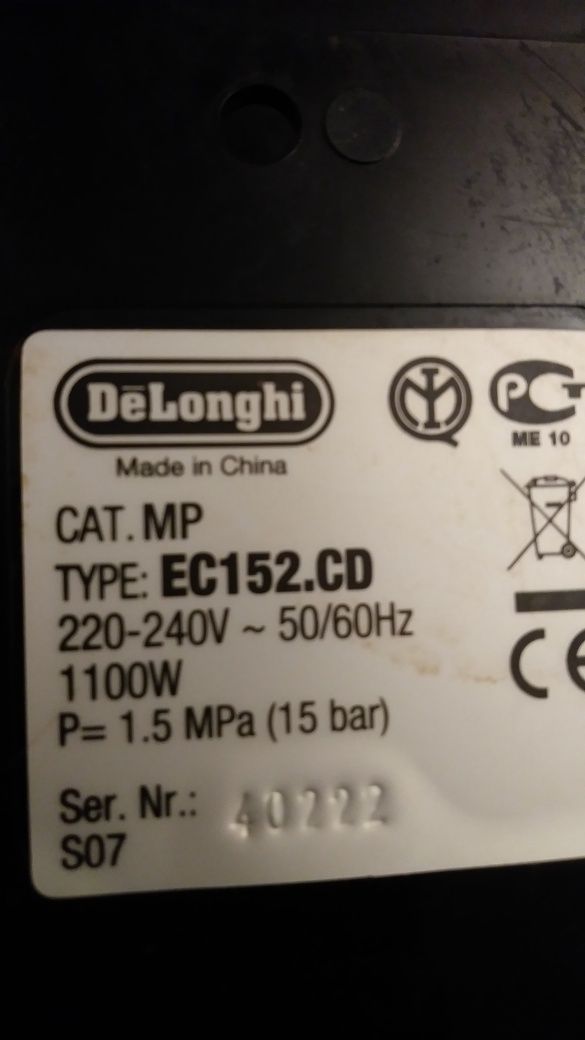 DēLonghi
Made in China
PCT
ME 10
CAT. MP
TYPE: EC152.CD
220-240V ~ 50/60Hz
1100W
P= 1.5 MPa (15 bar)
CE
Ser. Nr.: 40222
S07